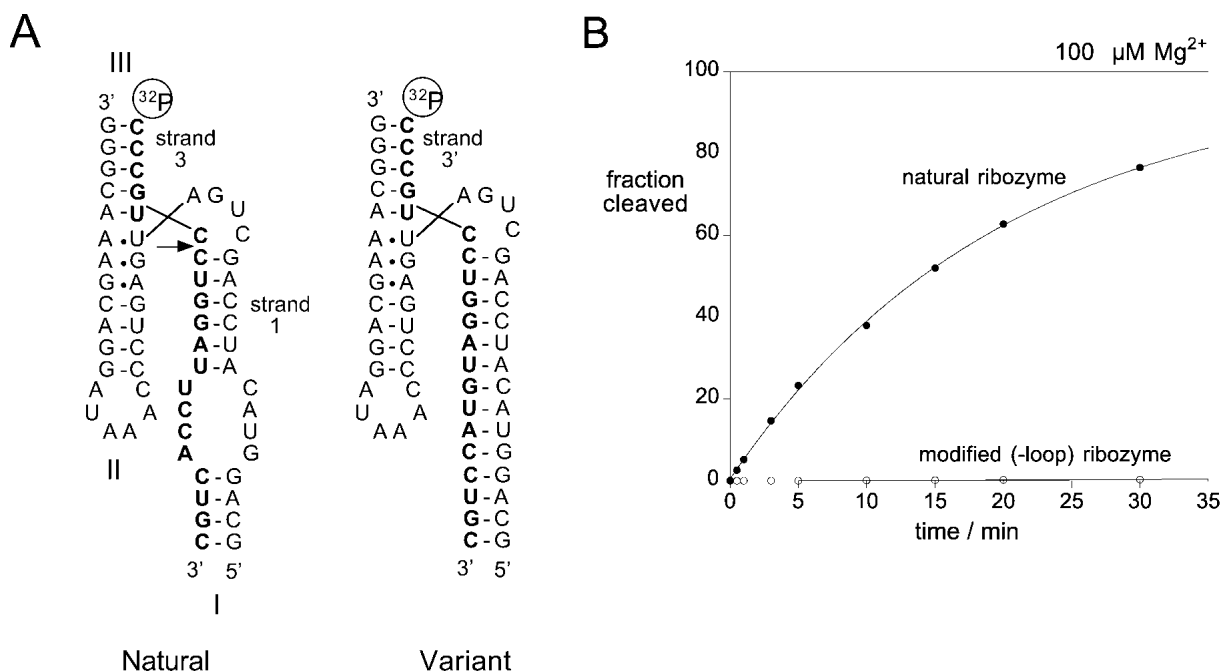 A
III
3' 32P
G - C
G - C
G - C
C - G
A - U
A • U
A • G
G • A
C - G
A - U
G - C
G - C
A C
U A
A A
II
strand
3
A G U C
C
C - G
U - A
G - C
G - C
A - U
U - A
U C
C A
C U
A G
C - G
U - A
G - C
C - G
3' 5'
I
strand
1
Natural
3' 32P
G - C
G - C
G - C
C - G
A - U
A • U
A • G
G • A
C - G
A - U
G - C
G - C
A C
U A
A A
strand
3'
A G U C
C
C - G
U - A
G - C
G - C
A - U
U - A
G - C
U - A
A - U
C - G
C - G
U - A
G - C
C - G
3' 5'
Variant
B
100 µM Mg2+
100
80
60
40
20
0
fraction
cleaved
natural ribozyme
modified (-loop) ribozyme
0 5 10 15 20 25 30 35
time / min